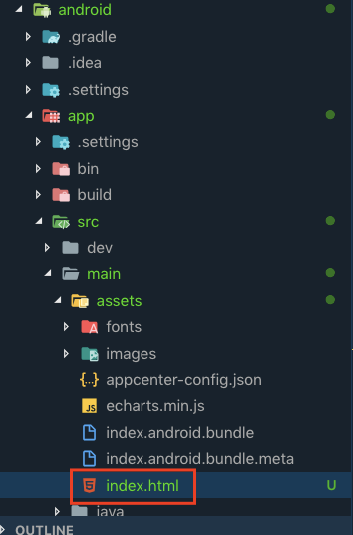 android
.gradle
.idea
.settings
app
.settings
bin
build
src
dev
main
assets
fonts
images
appcenter-config.json
JS echarts.min.js
index.android.bundle
index.android.bundle.meta
index.html U
java
OUTLINE